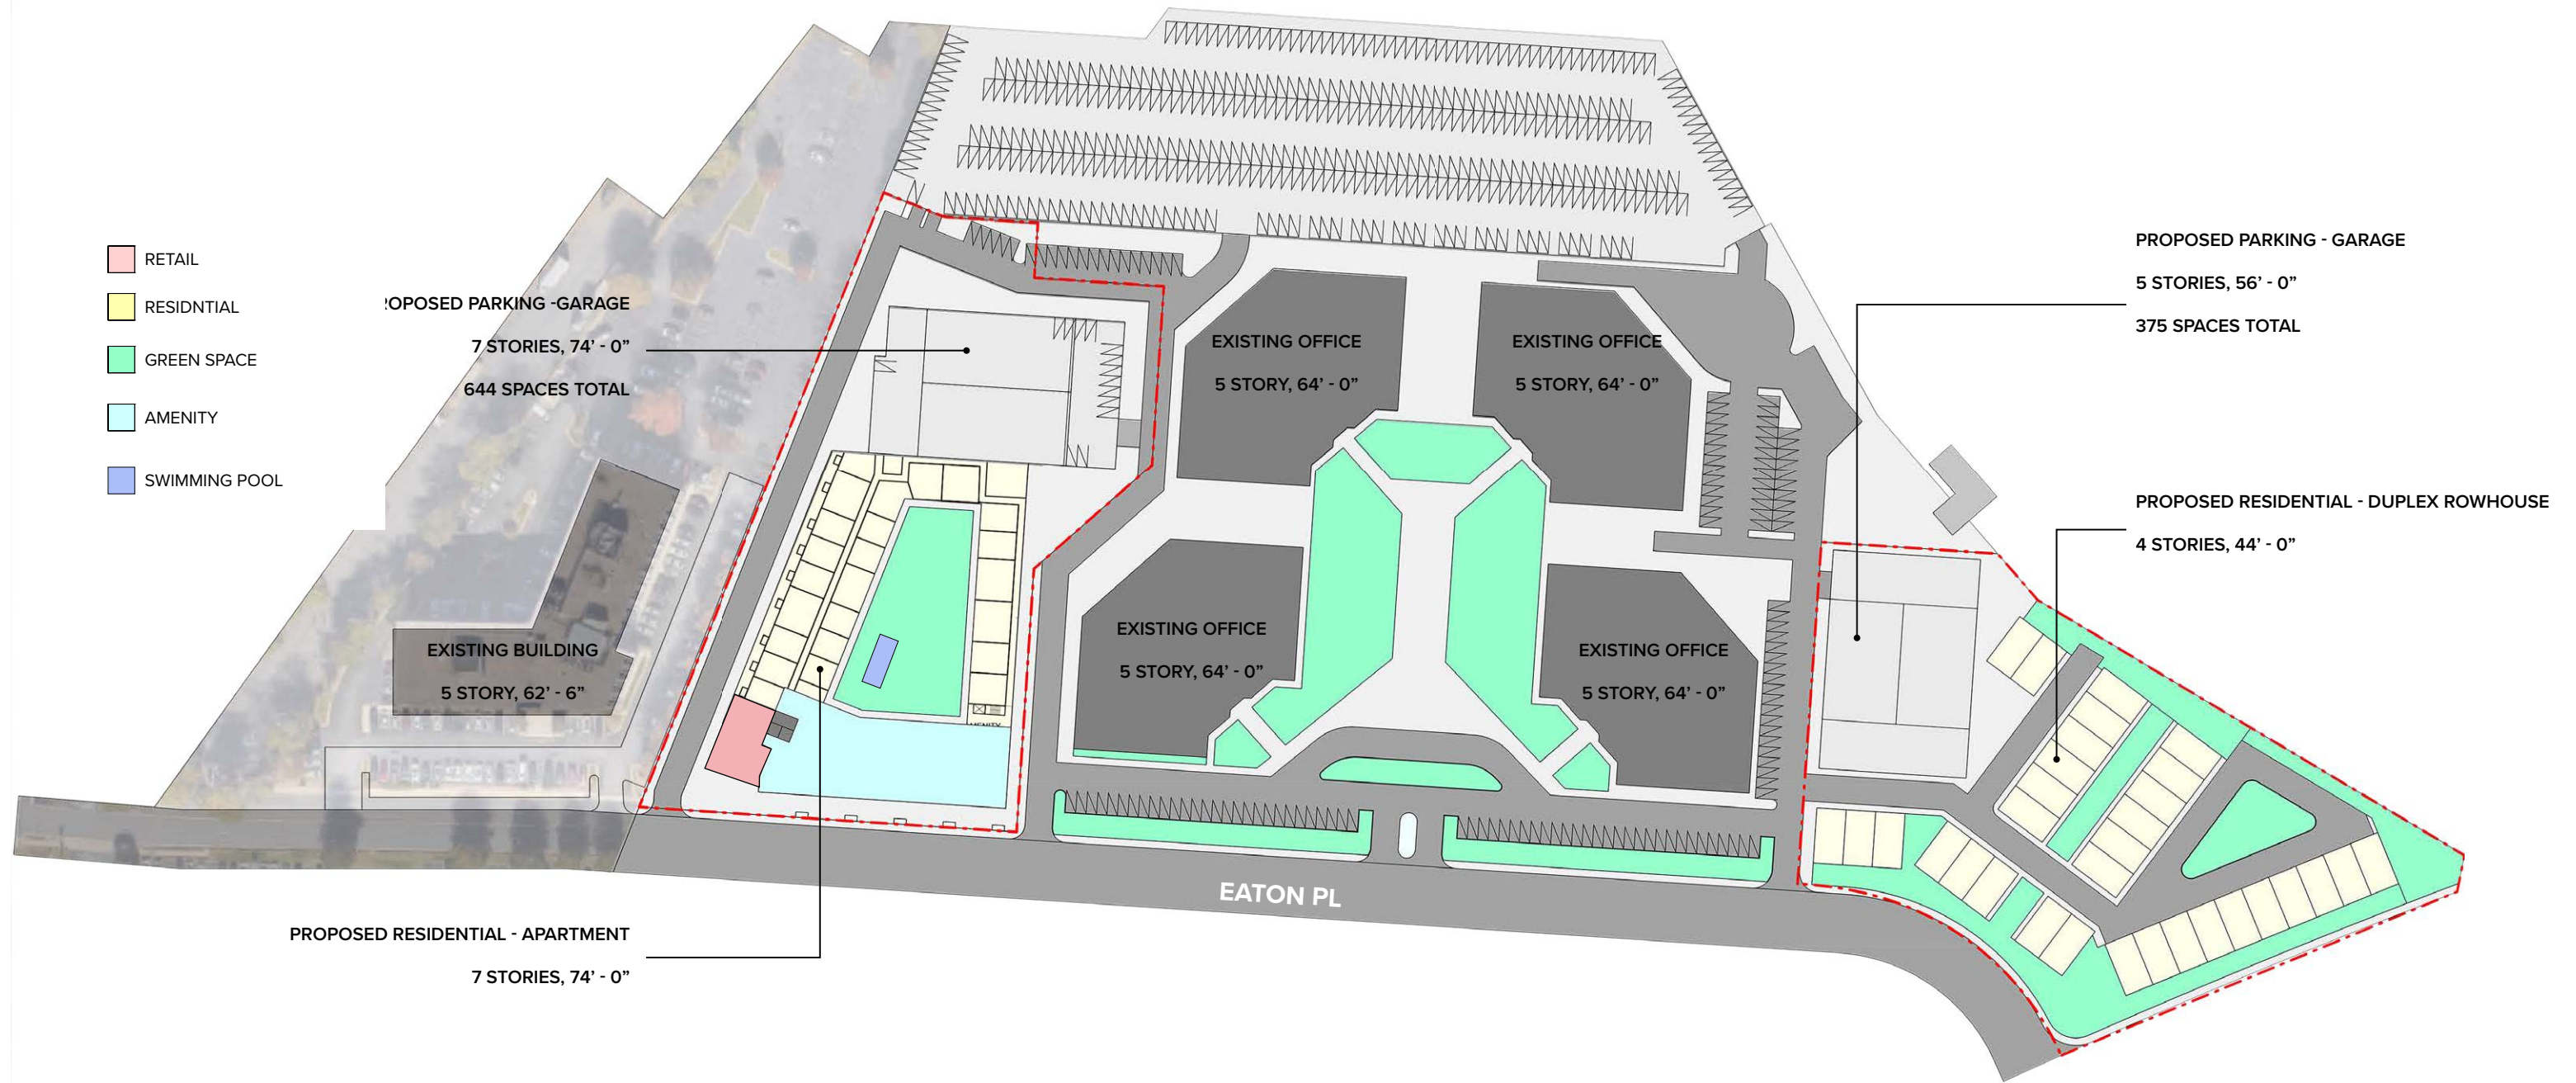 RETAIL
RESIDNTIAL
GREEN SPACE
AMENITY
SWIMMING POOL
ROPOSED PARKING -GARAGE
7 STORIES, 74' - 0"
644 SPACES TOTAL
EXISTING OFFICE
5 STORY, 64' - 0"
EXISTING OFFICE
5 STORY, 64' - 0"
PROPOSED PARKING - GARAGE
5 STORIES, 56' - 0"
375 SPACES TOTAL
PROPOSED RESIDENTIAL - DUPLEX ROWHOUSE
4 STORIES, 44' - 0"
EXISTING BUILDING
5 STORY, 62' - 6"
EXISTING OFFICE
5 STORY, 64' - 0"
EXISTING OFFICE
5 STORY, 64' - 0"
AMENITY
EATON PL
PROPOSED RESIDENTIAL - APARTMENT
7 STORIES, 74' - 0"